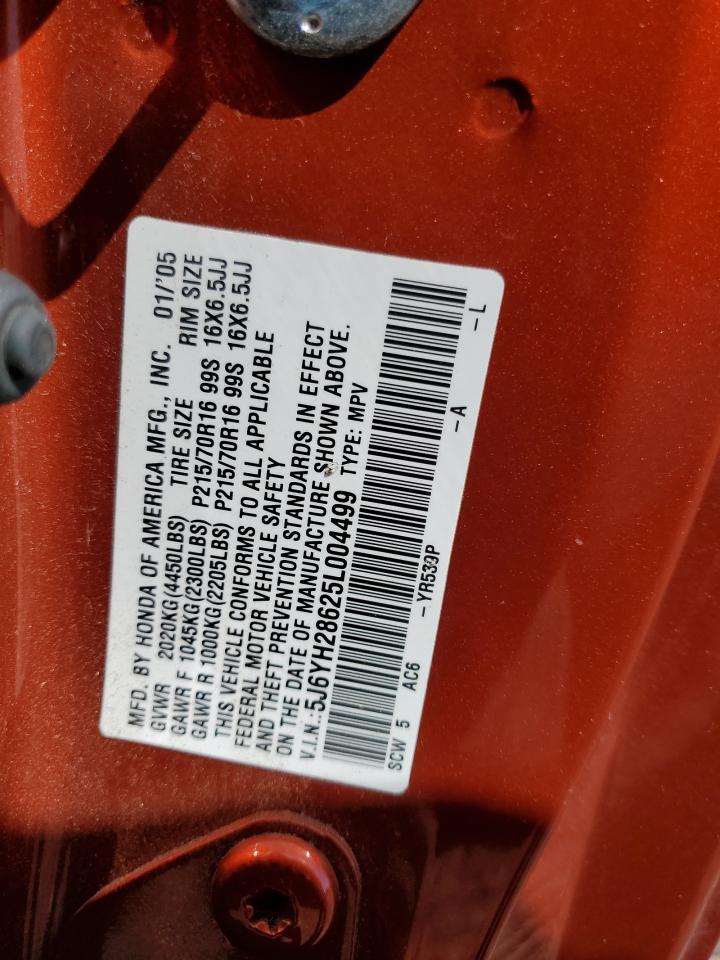 MFD. BY HONDA OF AMERICA MFG., INC. 01/'05
GVWR 2020KG(4450LBS) TIRE SIZE RIM SIZE
GAWR F 1045KG(2300LBS) P215/70R16 99S 16X6.5JJ
GAWR R 1000KG(2205LBS) P215/70R16 99S 16X6.5JJ
THIS VEHICLE CONFORMS TO ALL APPLICABLE
FEDERAL MOTOR VEHICLE SAFETY
AND THEFT PREVENTION STANDARDS IN EFFECT
ON THE DATE OF MANUFACTURE SHOWN ABOVE.
V.I.N.:5J6YH28625L004499 TYPE: MPV
SCW 5 AC6 - YR539P - A - L